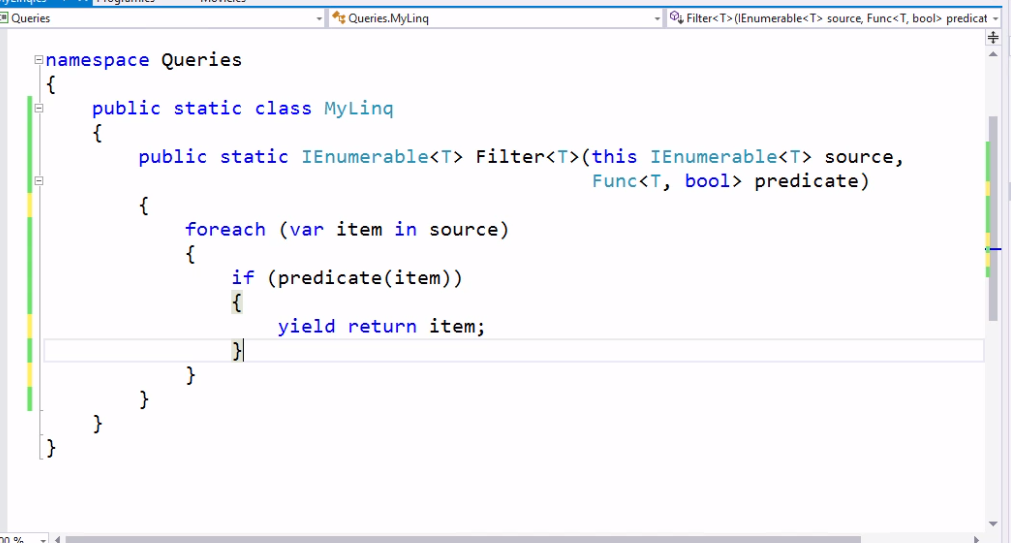 Queries
Queries.MyLinq
Filter<T>(IEnumerable<T> source, Func<T, bool> predicat
namespace Queries
{
public static class MyLinq
{
public static IEnumerable<T> Filter<T>(this IEnumerable<T> source,
Func<T, bool> predicate)
{
foreach (var item in source)
{
if (predicate(item))
{
yield return item;
}
}
}
}
}